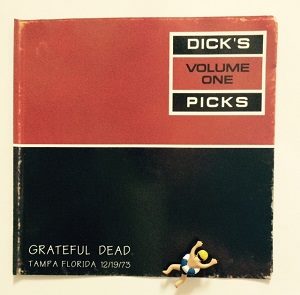 DICK'S
VOLUME
ONE
PICKS
GRATEFUL DEAD
TAMPA FLORIDA 12/19/73